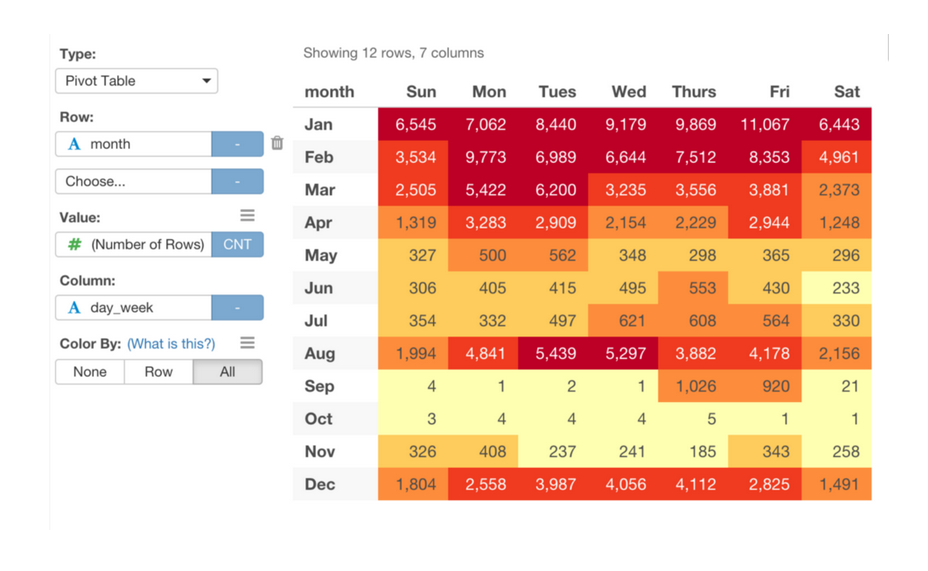 Type:
Pivot Table
Row:
A month -
Choose... -
Value:
# (Number of Rows) CNT
Column:
A day_week -
Color By: (What is this?)
None Row All
Showing 12 rows, 7 columns
month Sun Mon Tues Wed Thurs Fri Sat
Jan 6,545 7,062 8,440 9,179 9,869 11,067 6,443
Feb 3,534 9,773 6,989 6,644 7,512 8,353 4,961
Mar 2,505 5,422 6,200 3,235 3,556 3,881 2,373
Apr 1,319 3,283 2,909 2,154 2,229 2,944 1,248
May 327 500 562 348 298 365 296
Jun 306 405 415 495 553 430 233
Jul 354 332 497 621 608 564 330
Aug 1,994 4,841 5,439 5,297 3,882 4,178 2,156
Sep 4 1 2 1 1,026 920 21
Oct 3 4 4 4 5 1 1
Nov 326 408 237 241 185 343 258
Dec 1,804 2,558 3,987 4,056 4,112 2,825 1,491